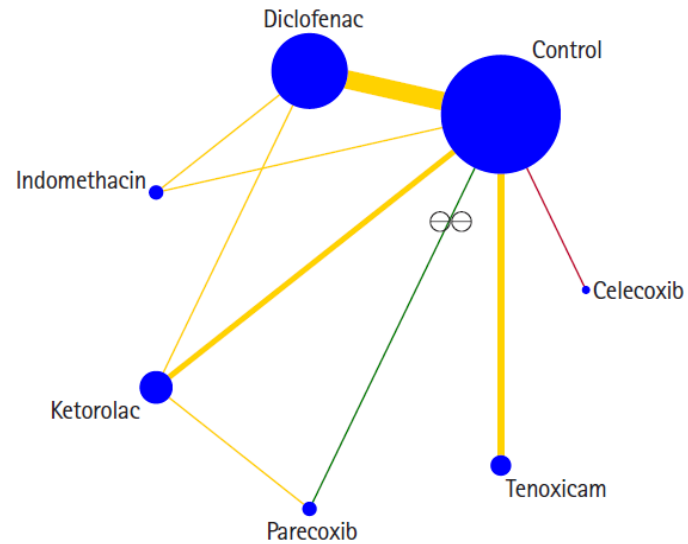 Diclofenac
Control
Indomethacin
Celecoxib
Ketorolac
Tenoxicam
Parecoxib